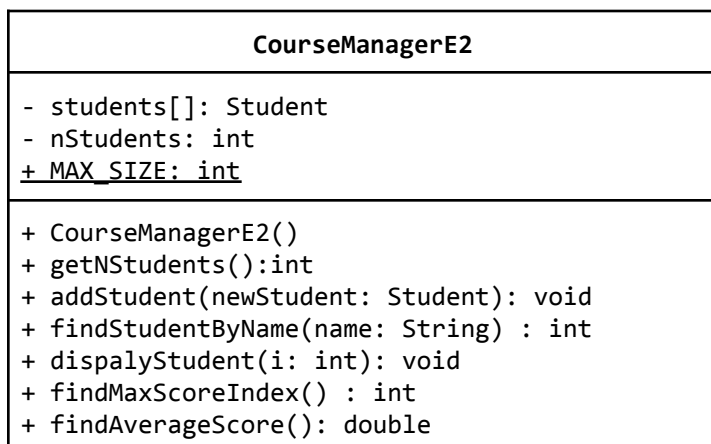 CourseManagerE2
- students[]: Student
- nStudents: int
+ MAX_SIZE: int
+ CourseManagerE2()
+ getNStudents():int
+ addStudent(newStudent: Student): void
+ findStudentByName(name: String) : int
+ dispalyStudent(i: int): void
+ findMaxScoreIndex() : int
+ findAverageScore(): double